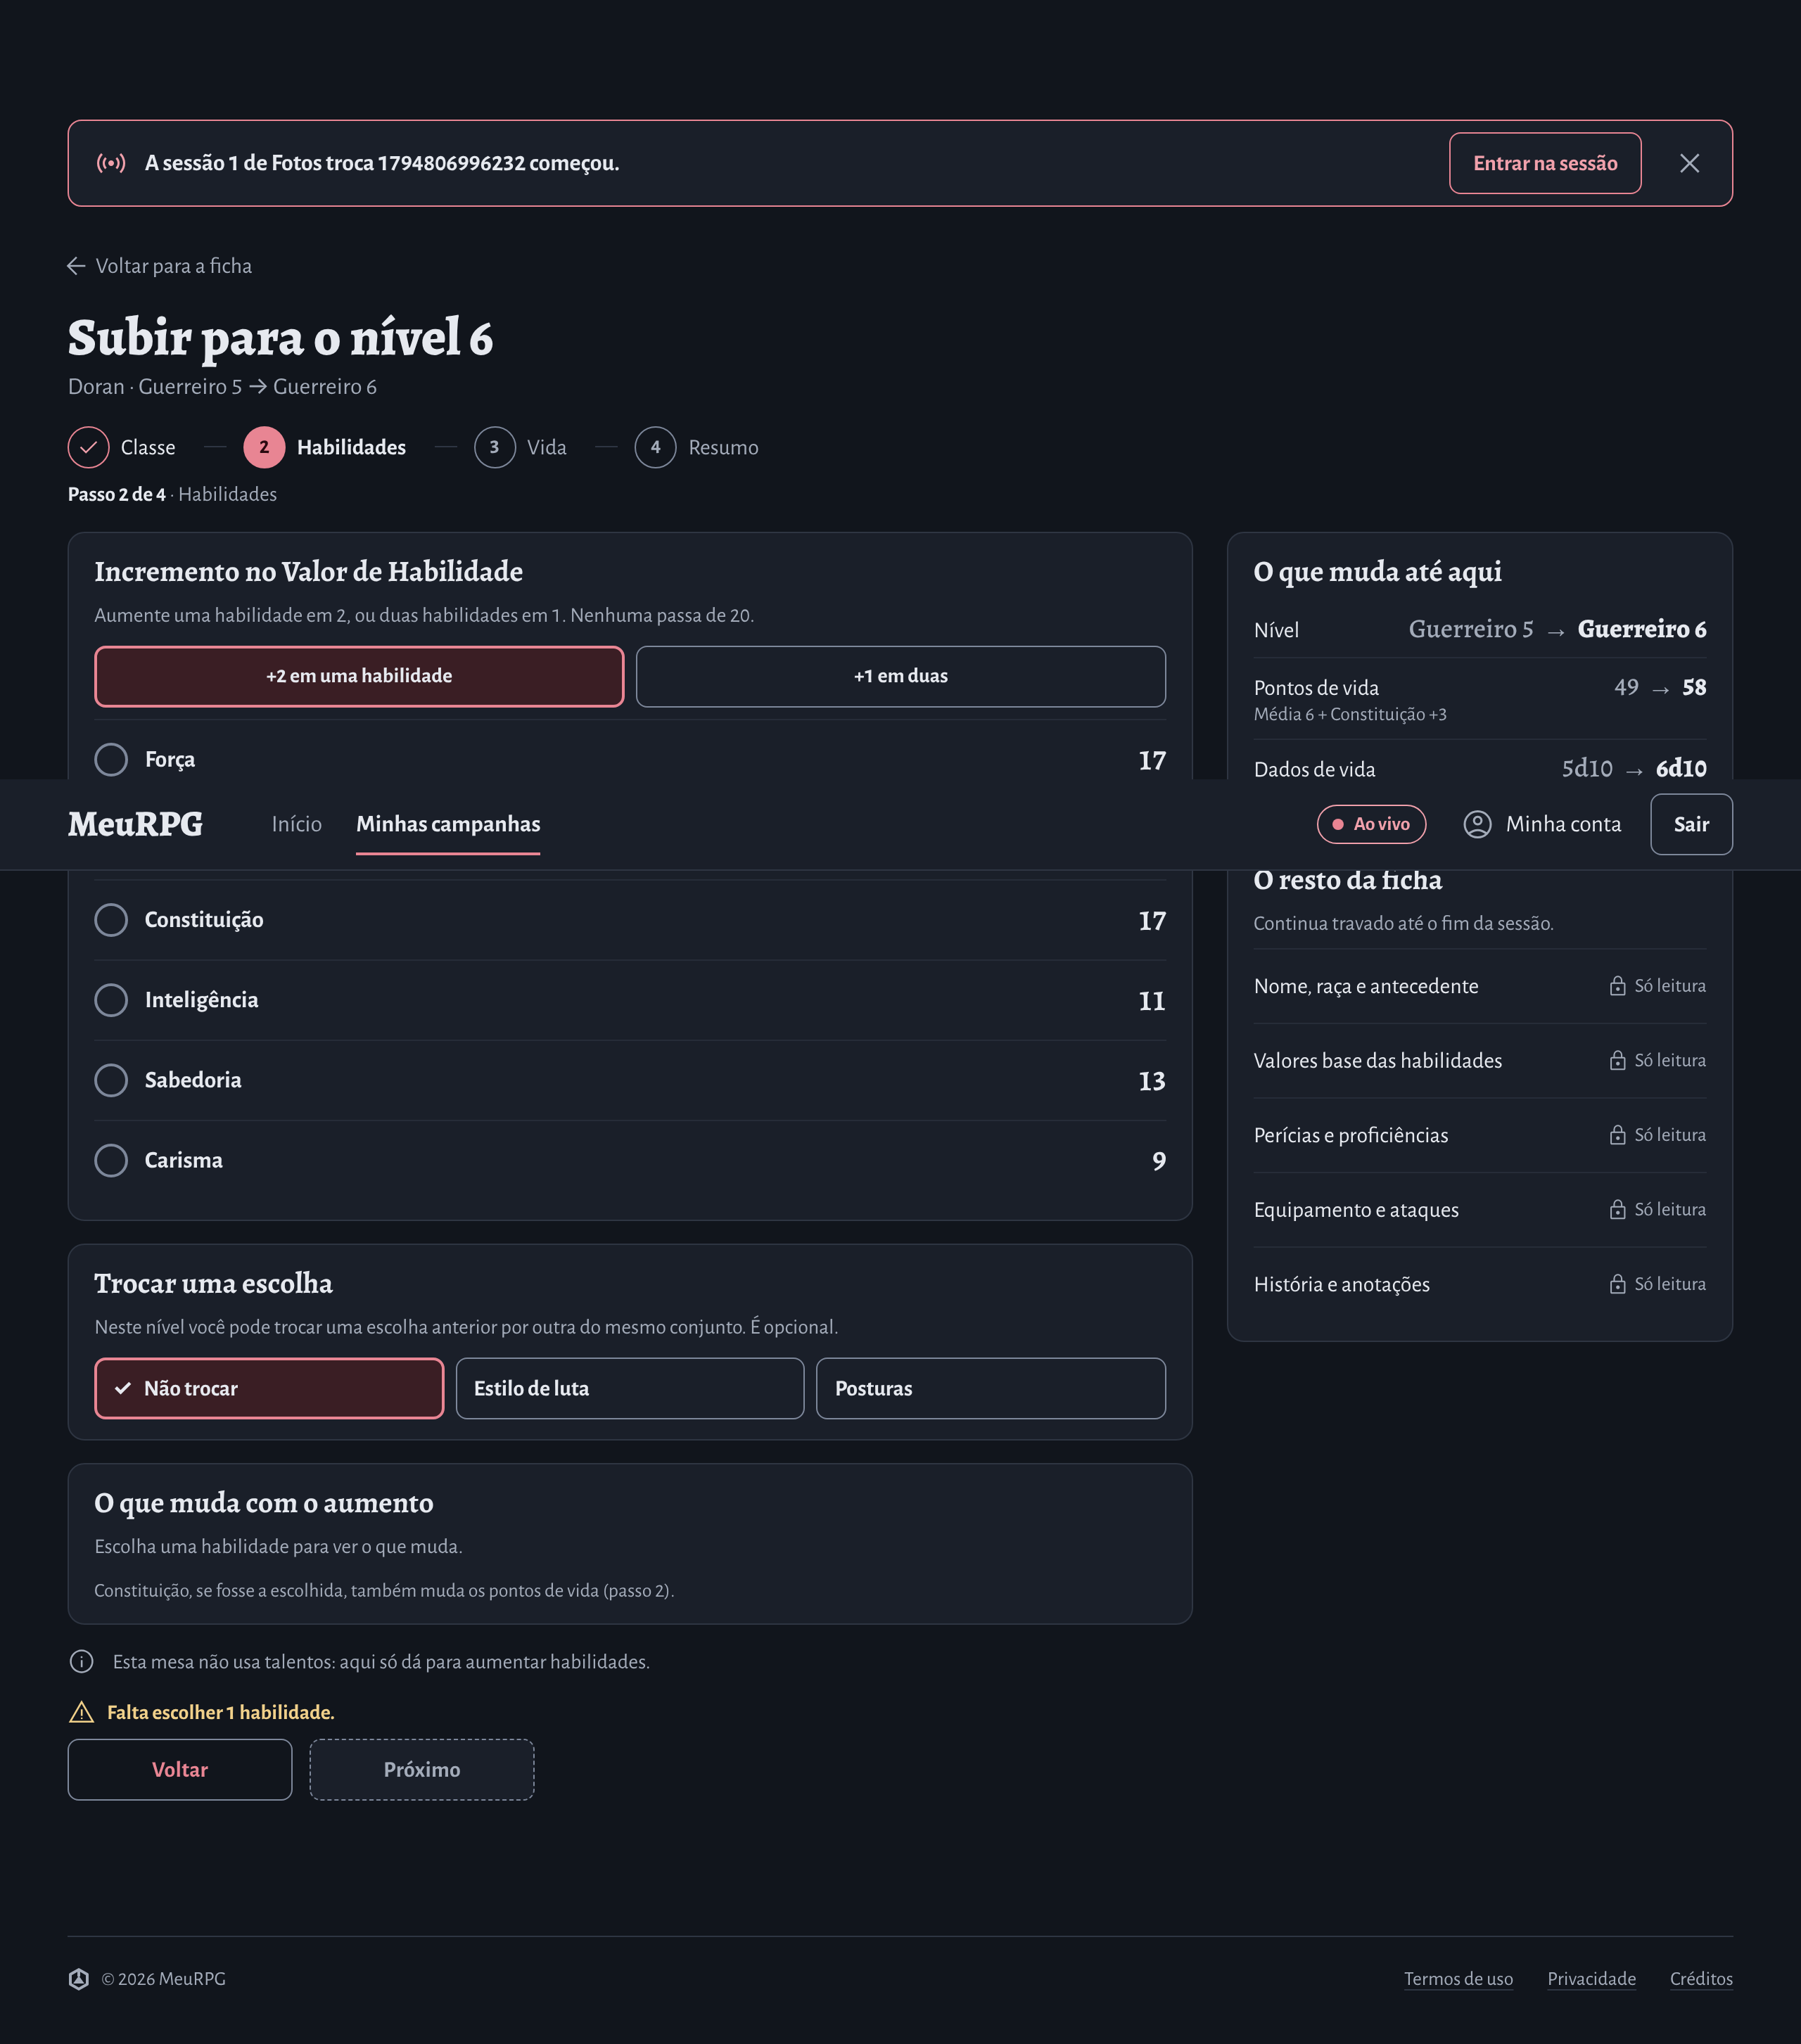 A sessão 1 de Fotos troca 1794806996232 começou.
Entrar na sessão
Voltar para a ficha
Subir para o nível 6
Doran · Guerreiro 5 → Guerreiro 6
Classe
2 Habilidades
3 Vida
4 Resumo
Passo 2 de 4 · Habilidades
Incremento no Valor de Habilidade
Aumente uma habilidade em 2, ou duas habilidades em 1. Nenhuma passa de 20.
+2 em uma habilidade
+1 em duas
Força 17
O que muda até aqui
Nível Guerreiro 5 → Guerreiro 6
Pontos de vida 49 → 58
Média 6 + Constituição +3
Dados de vida 5d10 → 6d10
MeuRPG
Início
Minhas campanhas
Ao vivo
Minha conta
Sair
Constituição 17
Inteligência 11
Sabedoria 13
Carisma 9
O resto da ficha
Continua travado até o fim da sessão.
Nome, raça e antecedente Só leitura
Valores base das habilidades Só leitura
Perícias e proficiências Só leitura
Equipamento e ataques Só leitura
História e anotações Só leitura
Trocar uma escolha
Neste nível você pode trocar uma escolha anterior por outra do mesmo conjunto. É opcional.
Não trocar
Estilo de luta
Posturas
O que muda com o aumento
Escolha uma habilidade para ver o que muda.
Constituição, se fosse a escolhida, também muda os pontos de vida (passo 2).
Esta mesa não usa talentos: aqui só dá para aumentar habilidades.
Falta escolher 1 habilidade.
Voltar
Próximo
© 2026 MeuRPG
Termos de uso
Privacidade
Créditos